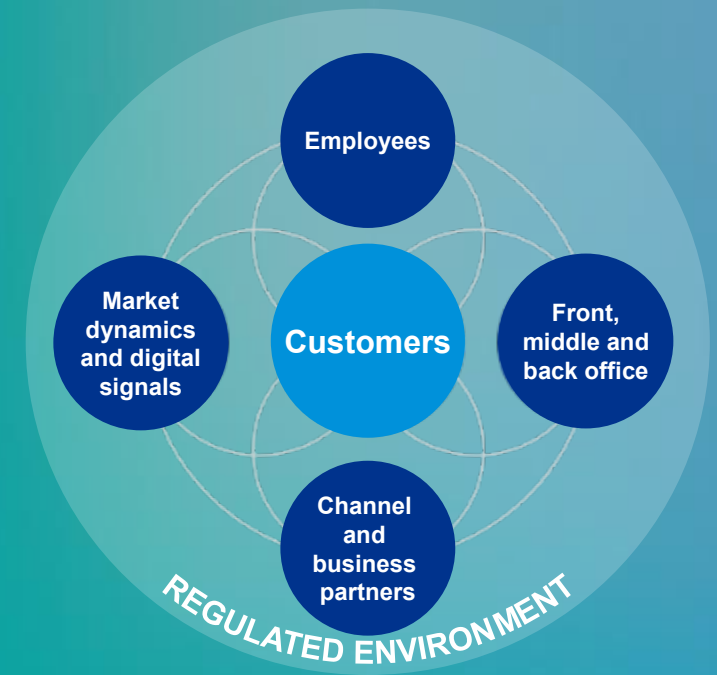 Employees
Market
dynamics
and digital
signals
Customers
Front,
middle and
back office
Channel
and
business
partners
REGULATED ENVIRONMENT